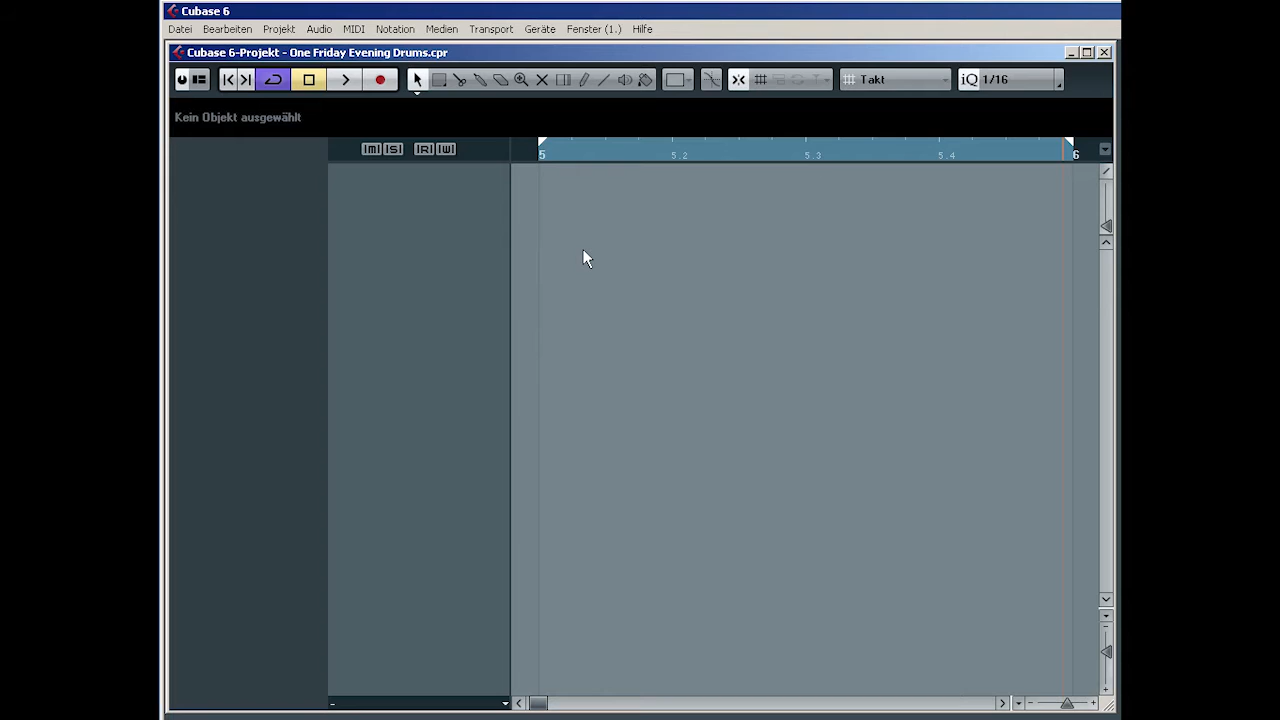 Cubase 6
Datei Bearbeiten Projekt Audio MIDI Notation Medien Transport Geräte Fenster (1.) Hilfe
Cubase 6-Projekt - One Friday Evening Drums.cpr
Takt iQ 1/16
Kein Objekt ausgewählt
M S R W 5 5.2 5.3 5.4 6